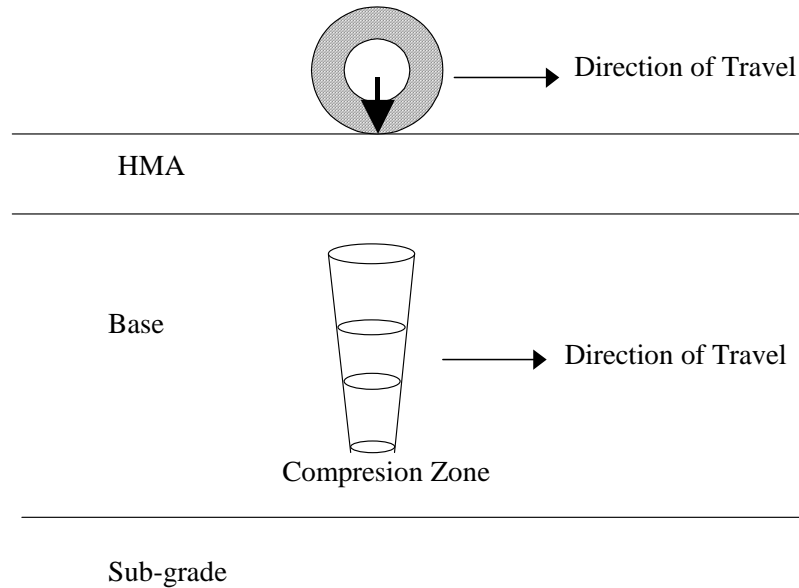 Direction of Travel
HMA
Base
Direction of Travel
Compresion Zone
Sub-grade